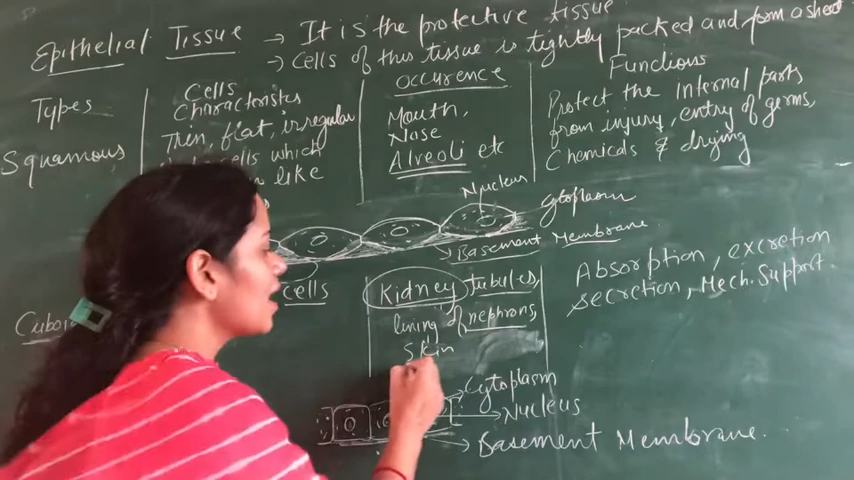 Epithelial Tissue → It is the protective tissue
→ Cells of this tissue is tightly packed and form a sheet
Types
Cells
Characteristics
occurence
Functions
Squamous
Thin, flat, irregular
cells which
like
Mouth,
Nose
Alveoli etc
Protect the internal parts
from injury, entry of germs,
Chemicals & drying
Nucleus
Cytoplasm
Basement Membrane
cells
Kidney tubules,
lining of nephrons,
Skin
Absorption, excretion
secretion, Mech. Support.
Cytoplasm
Nucleus
Basement Membrane.